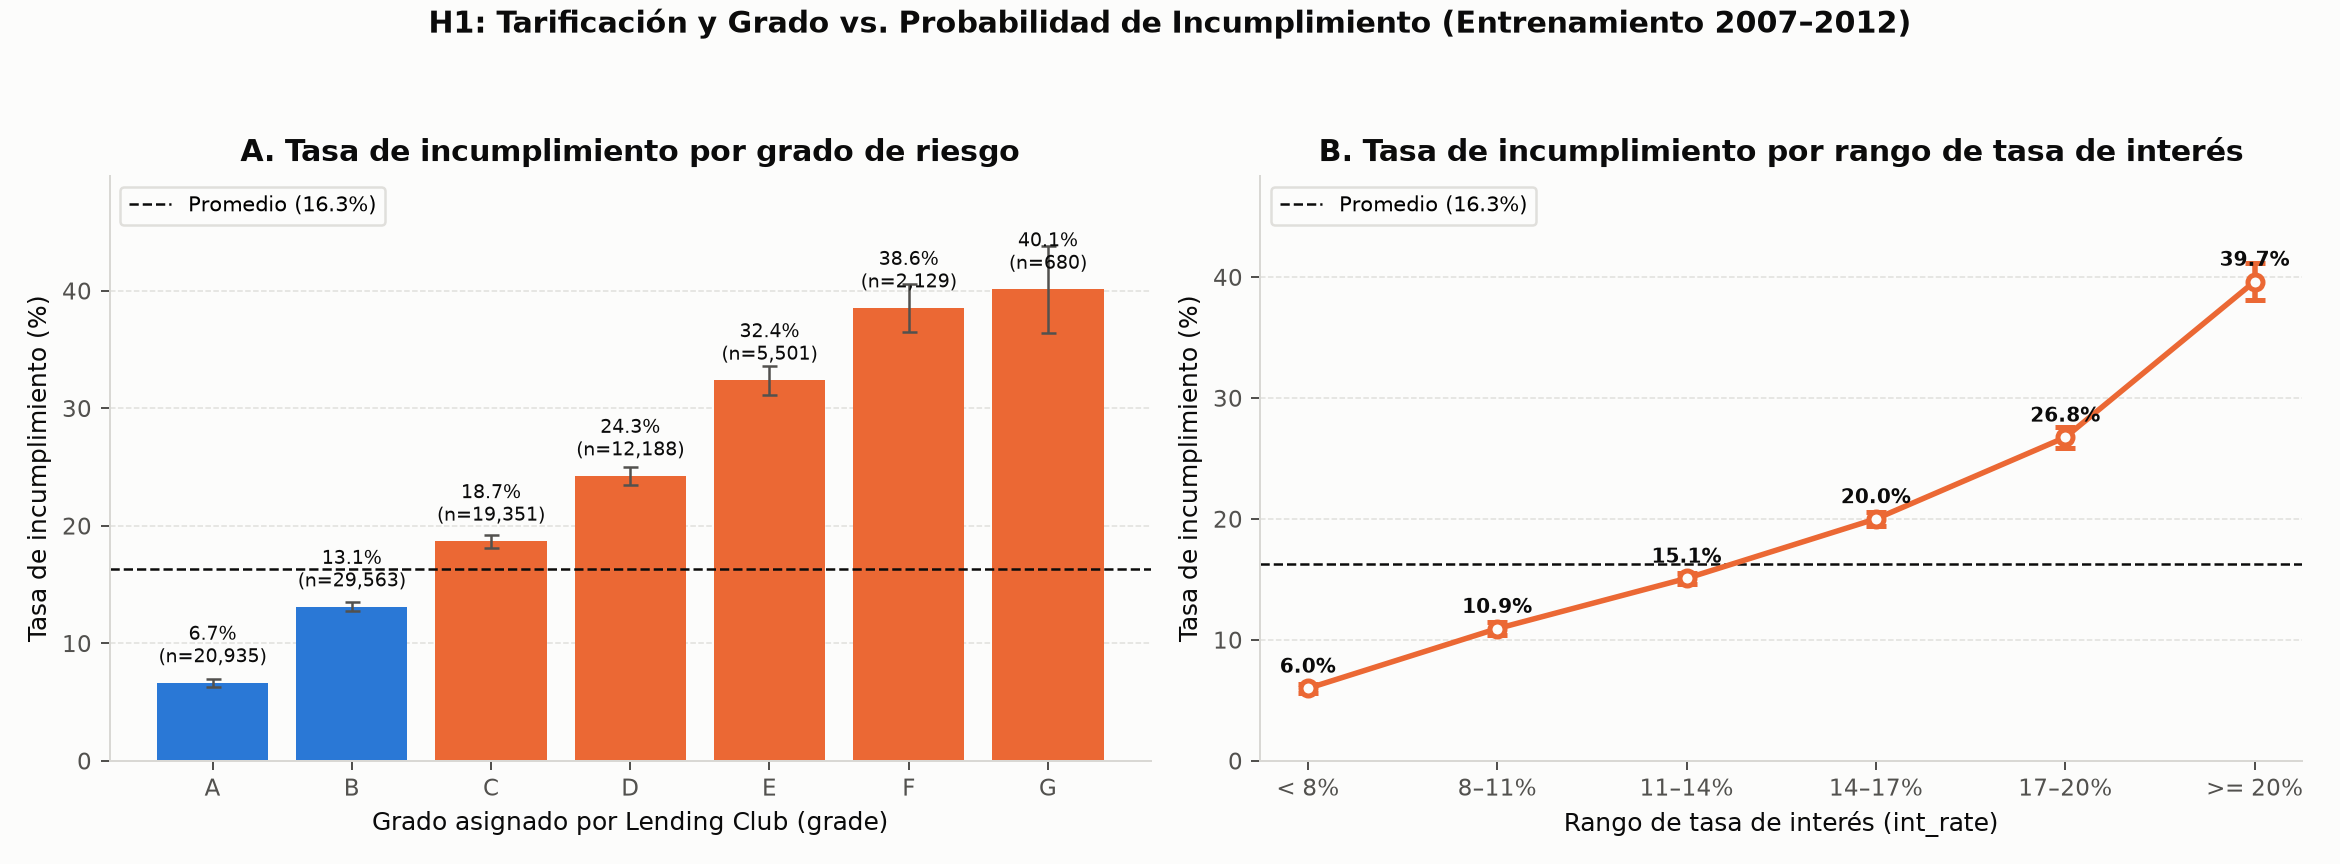 H1: Tarificación y Grado vs. Probabilidad de Incumplimiento (Entrenamiento 2007–2012)
A. Tasa de incumplimiento por grado de riesgo
Promedio (16.3%)
Tasa de incumplimiento (%)
40
30
20
10
0
6.7%
(n=20,935)
13.1%
(n=29,563)
18.7%
(n=19,351)
24.3%
(n=12,188)
32.4%
(n=5,501)
38.6%
(n=2,129)
40.1%
(n=680)
A B C D E F G
Grado asignado por Lending Club (grade)
B. Tasa de incumplimiento por rango de tasa de interés
Promedio (16.3%)
Tasa de incumplimiento (%)
40
30
20
10
0
6.0%
10.9%
15.1%
20.0%
26.8%
39.7%
< 8% 8–11% 11–14% 14–17% 17–20% >= 20%
Rango de tasa de interés (int_rate)